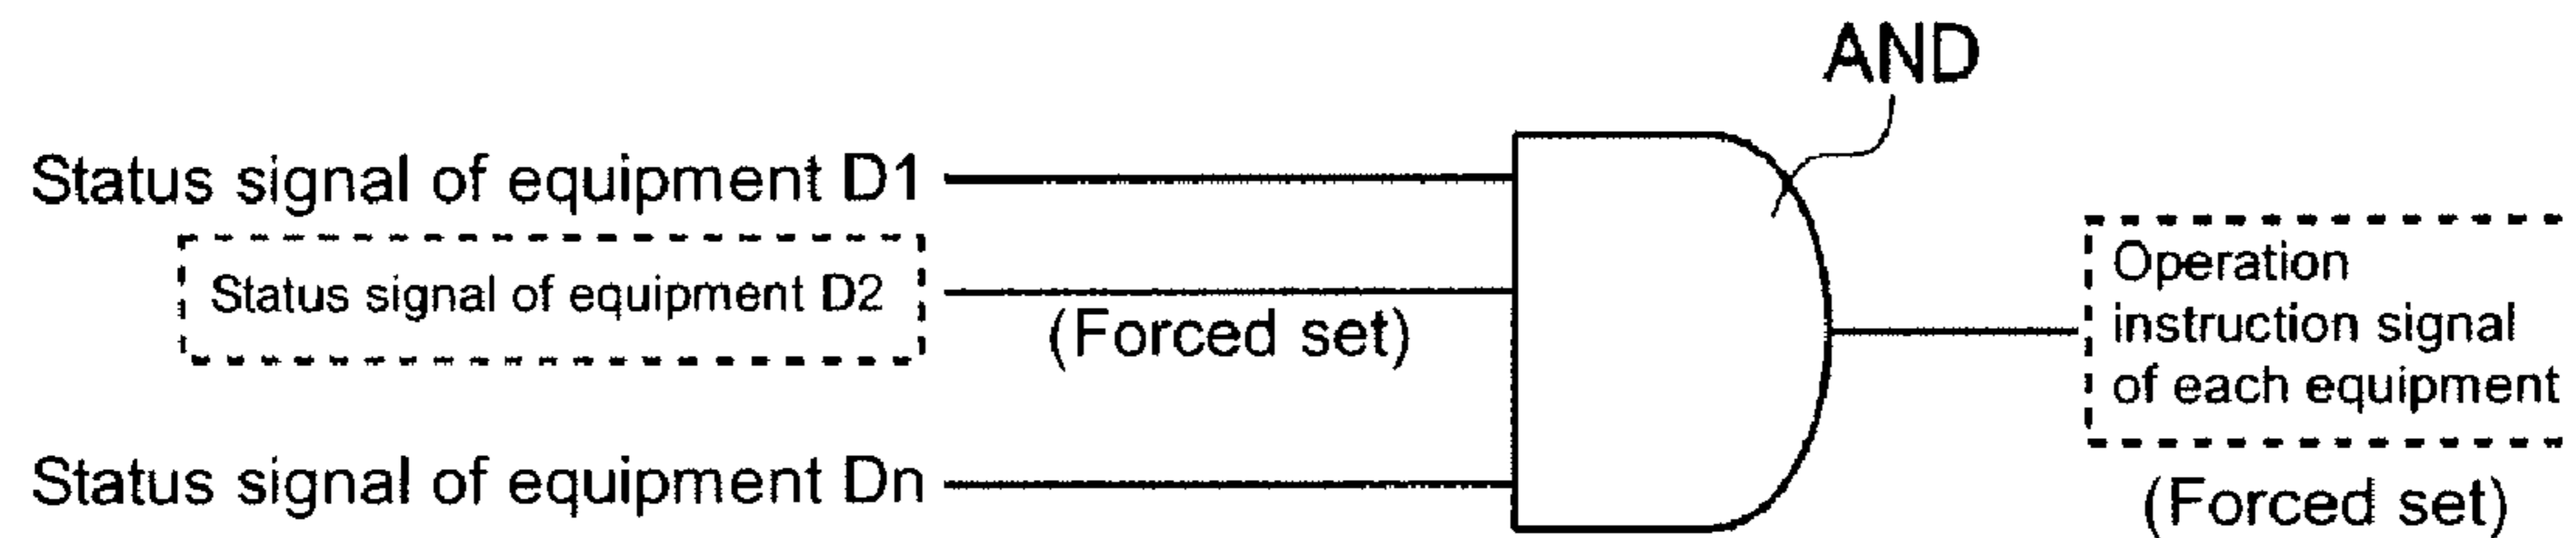 AND
Status signal of equipment D1
Status signal of equipment D2
(Forced set)
Status signal of equipment Dn
Operation
instruction signal
of each equipment
(Forced set)